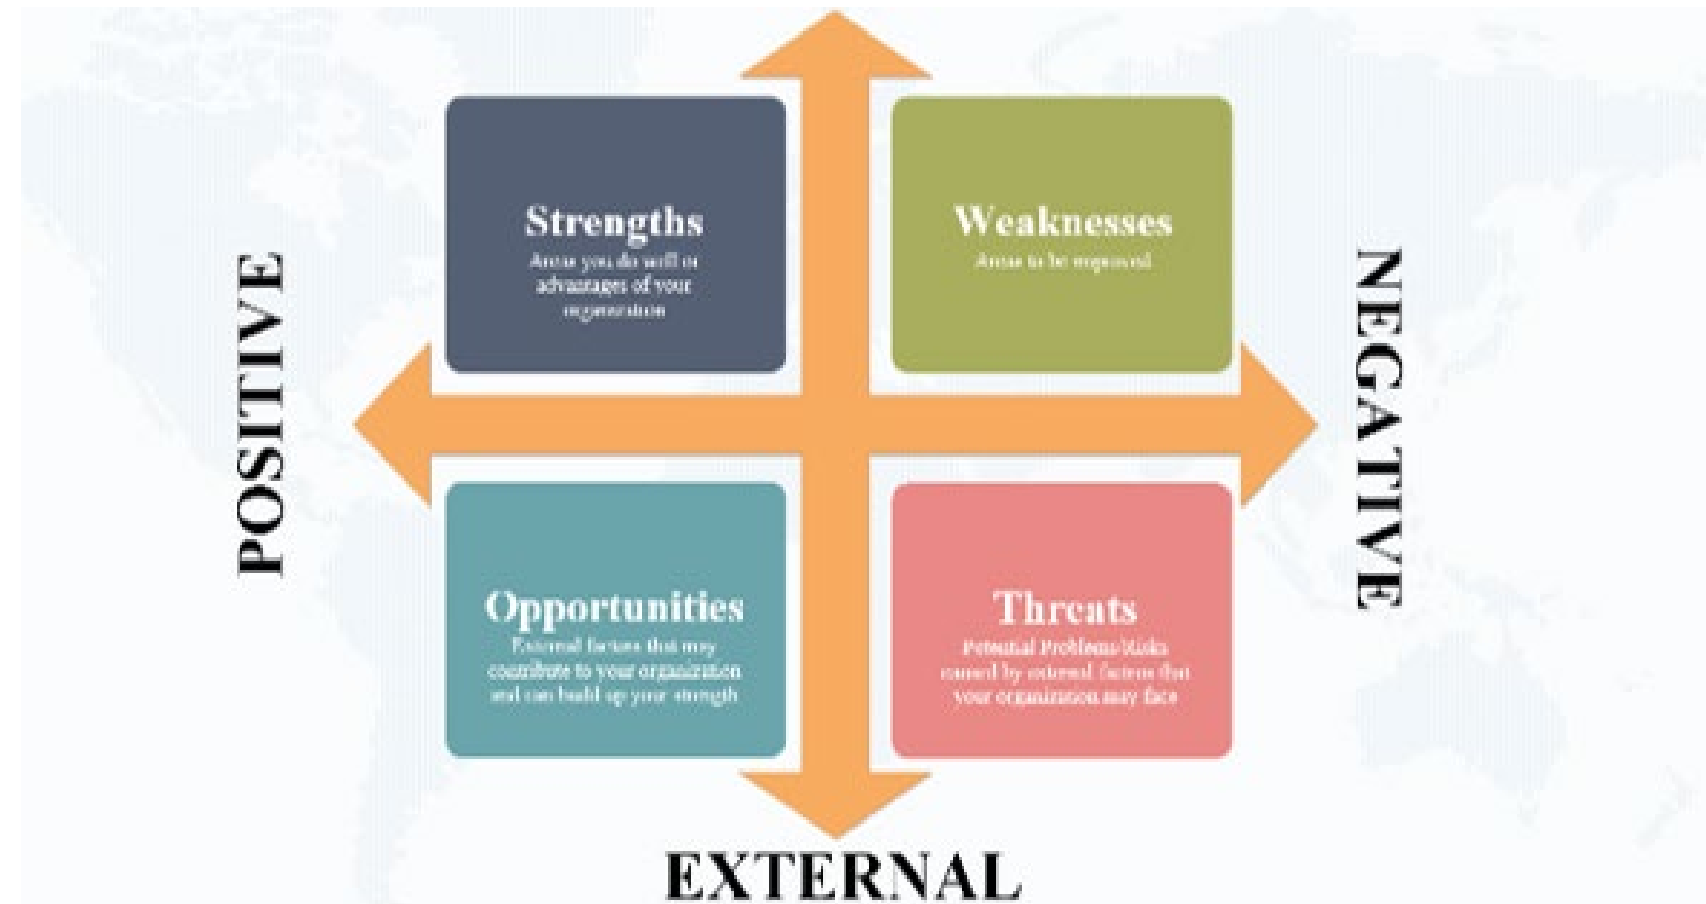 Strengths
Areas you do well or
advantages of your
organization
Weaknesses
Areas to be improved
POSITIVE
NEGATIVE
Opportunities
External factors that may
contribute to your organization
and can build up your strength
Threats
Potential Problems/Risks
caused by external factors that
your organization may face
EXTERNAL